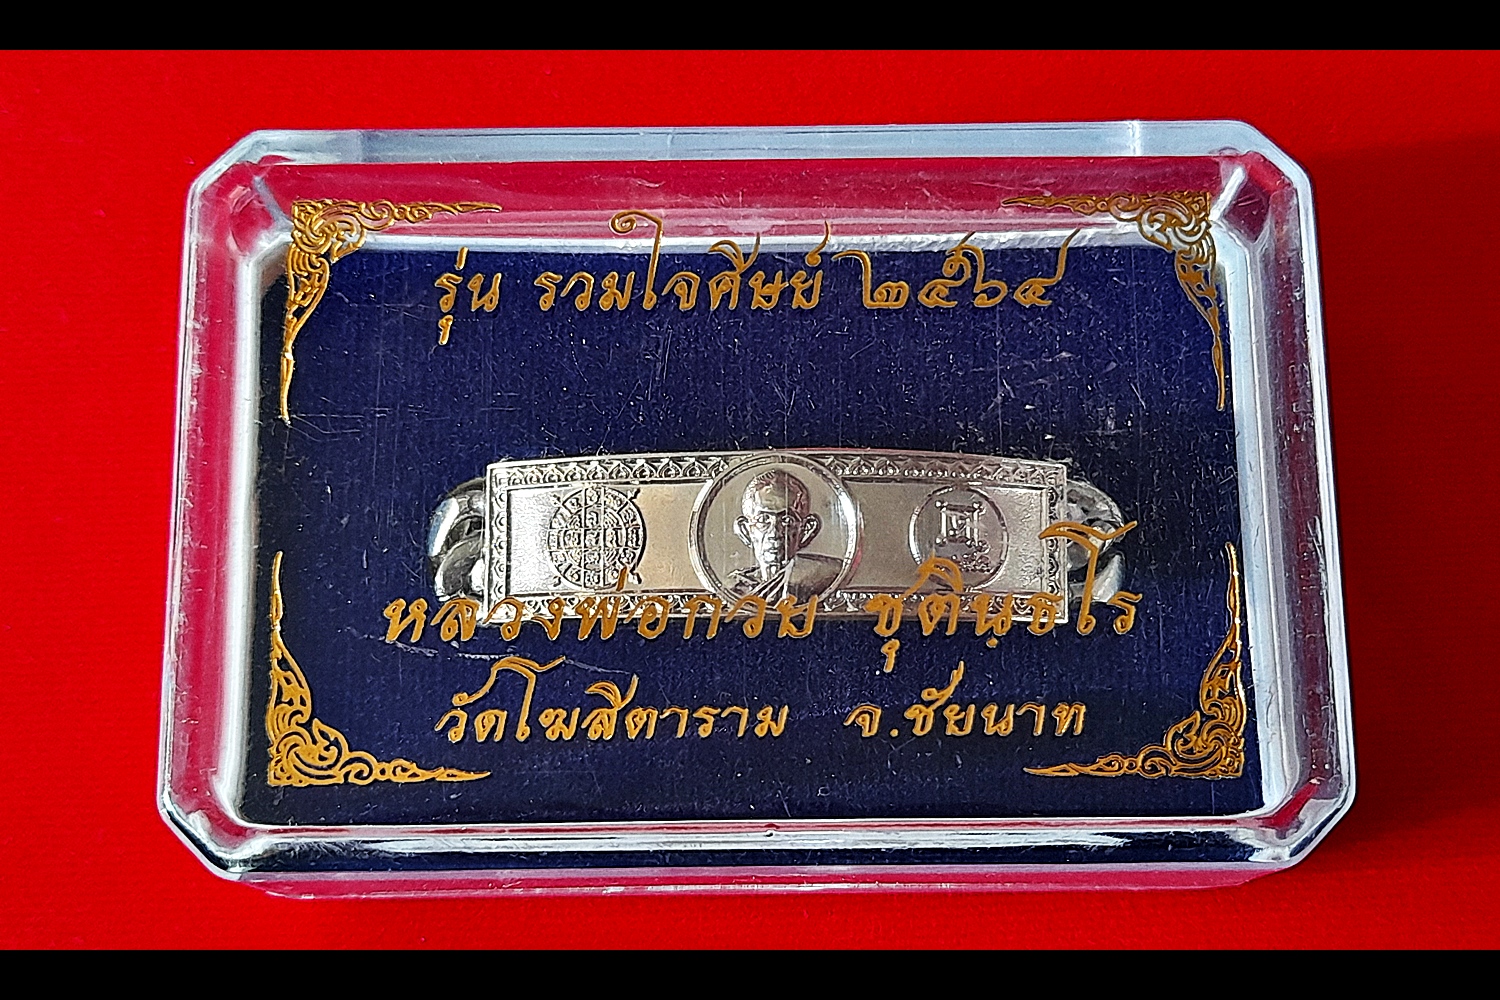 รุ่น รวมใจศิษย์ ๒๕๖๔
หลวงพ่อกวย ชุตินฺธโร
วัดโฆสิตาราม จ.ชัยนาท